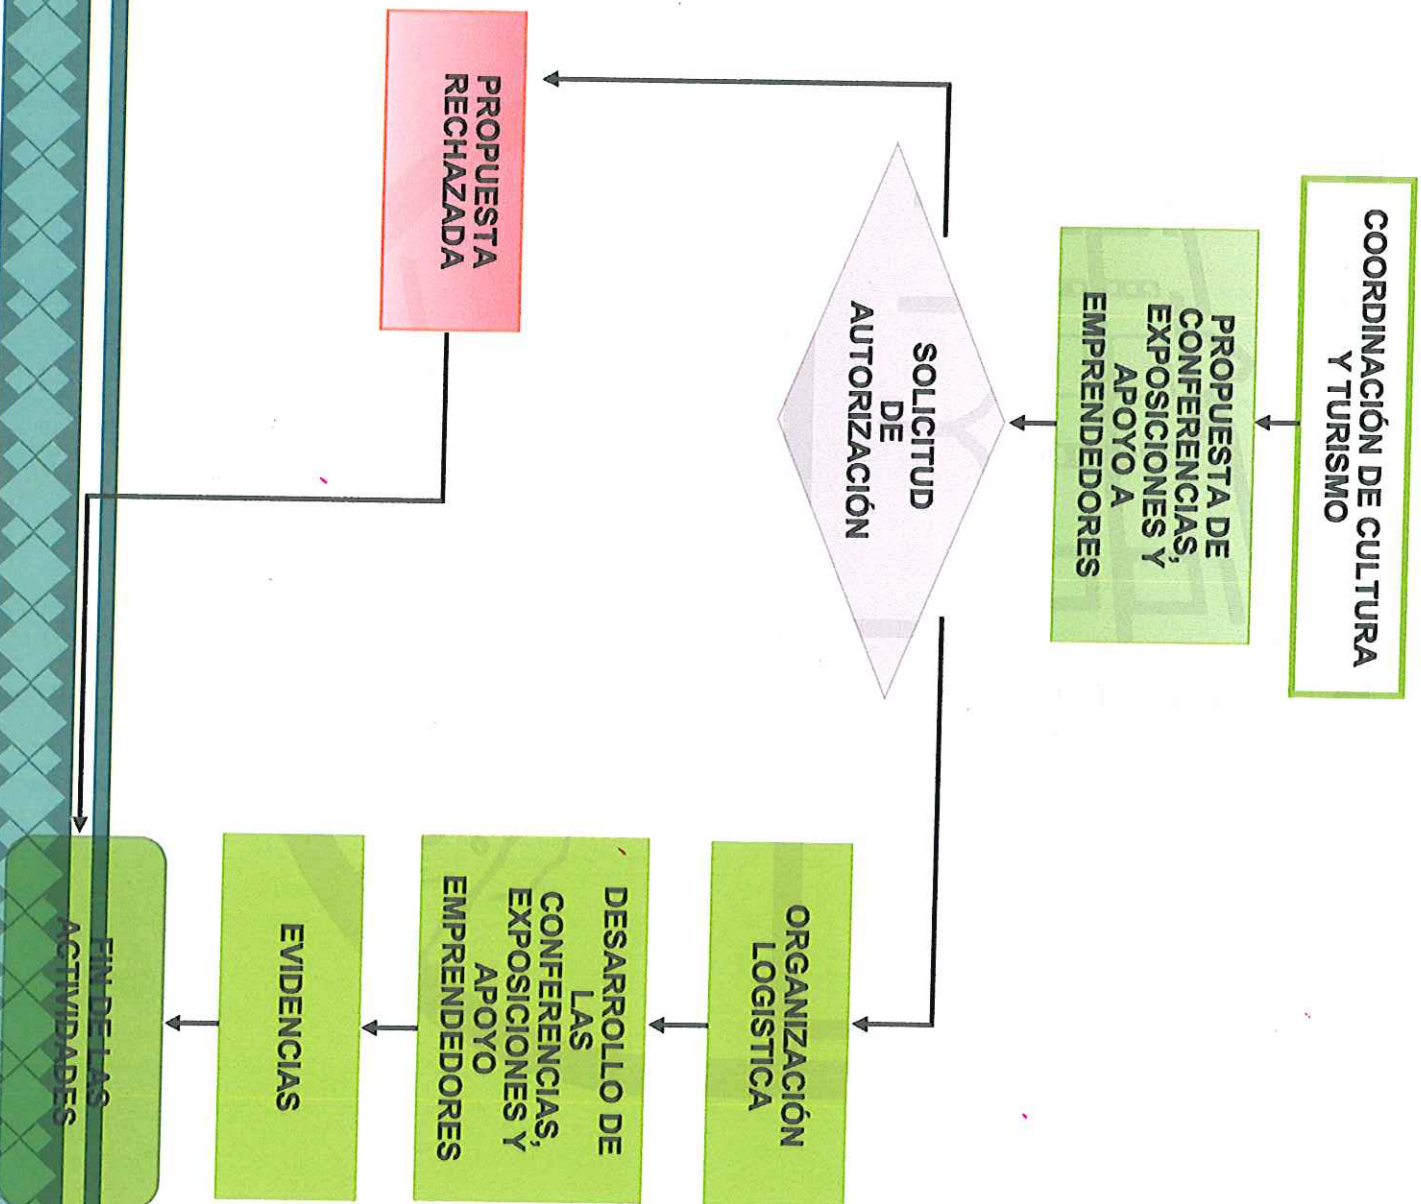 COORDINACIÓN DE CULTURA
Y TURISMO
PROPUESTA DE
CONFERENCIAS,
EXPOSICIONES Y
APOYO A
EMPRENDEDORES
SOLICITUD
DE
AUTORIZACIÓN
PROPUESTA
RECHAZADA
ORGANIZACIÓN
LOGISTICA
DESARROLLO DE
LAS
CONFERENCIAS,
EXPOSICIONES Y
APOYO
EMPRENDEDORES
EVIDENCIAS
FIN DE LAS
ACTIVIDADES